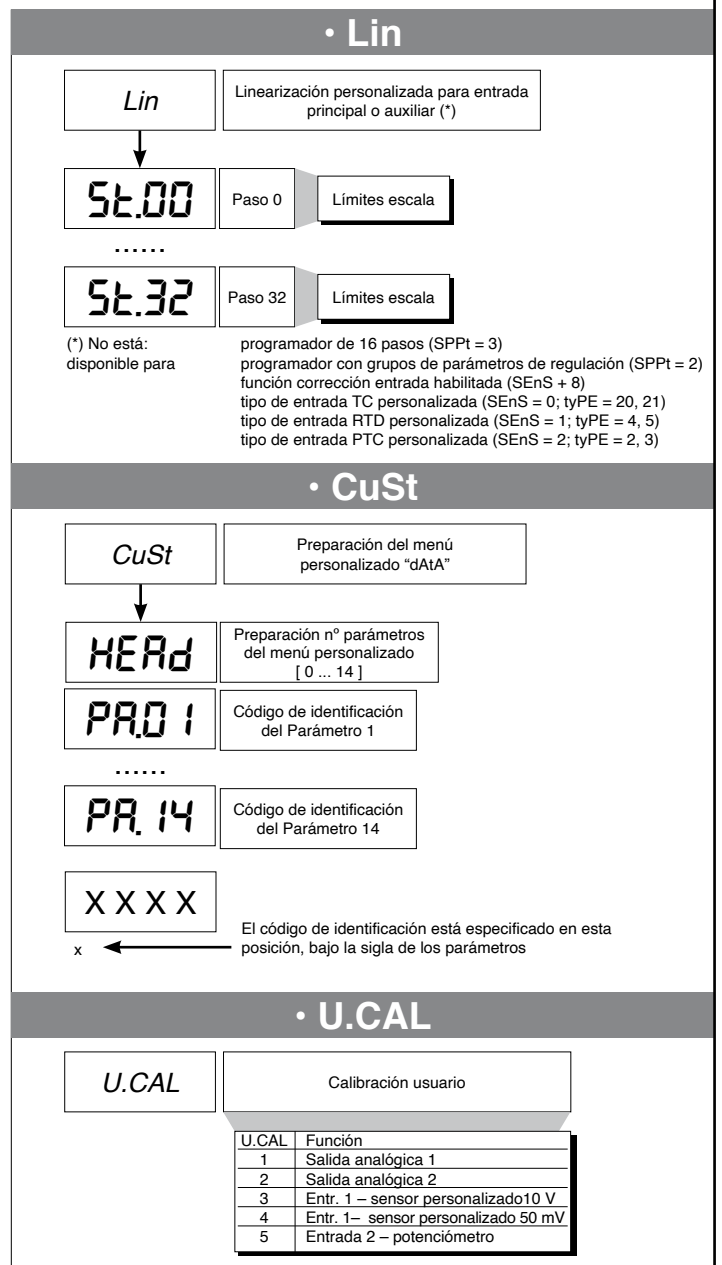 • Lin
Lin
Linearización personalizada para entrada
principal o auxiliar (*)
St.00
Paso 0
Límites escala
......
St.32
Paso 32
Límites escala
(*) No está:
disponible para
programador de 16 pasos (SPPt = 3)
programador con grupos de parámetros de regulación (SPPt = 2)
función corrección entrada habilitada (SEnS + 8)
tipo de entrada TC personalizada (SEnS = 0; tyPE = 20, 21)
tipo de entrada RTD personalizada (SEnS = 1; tyPE = 4, 5)
tipo de entrada PTC personalizada (SEnS = 2; tyPE = 2, 3)
• CuSt
CuSt
Preparación del menú
personalizado “dAtA”
HEAd
Preparación nº parámetros
del menú personalizado
[ 0 ... 14 ]
PA.01
Código de identificación
del Parámetro 1
......
PA.14
Código de identificación
del Parámetro 14
X X X X
x
El código de identificación está especificado en esta
posición, bajo la sigla de los parámetros
• U.CAL
U.CAL
Calibración usuario
U.CAL Función
1 Salida analógica 1
2 Salida analógica 2
3 Entr. 1 – sensor personalizado10 V
4 Entr. 1– sensor personalizado 50 mV
5 Entrada 2 – potenciómetro